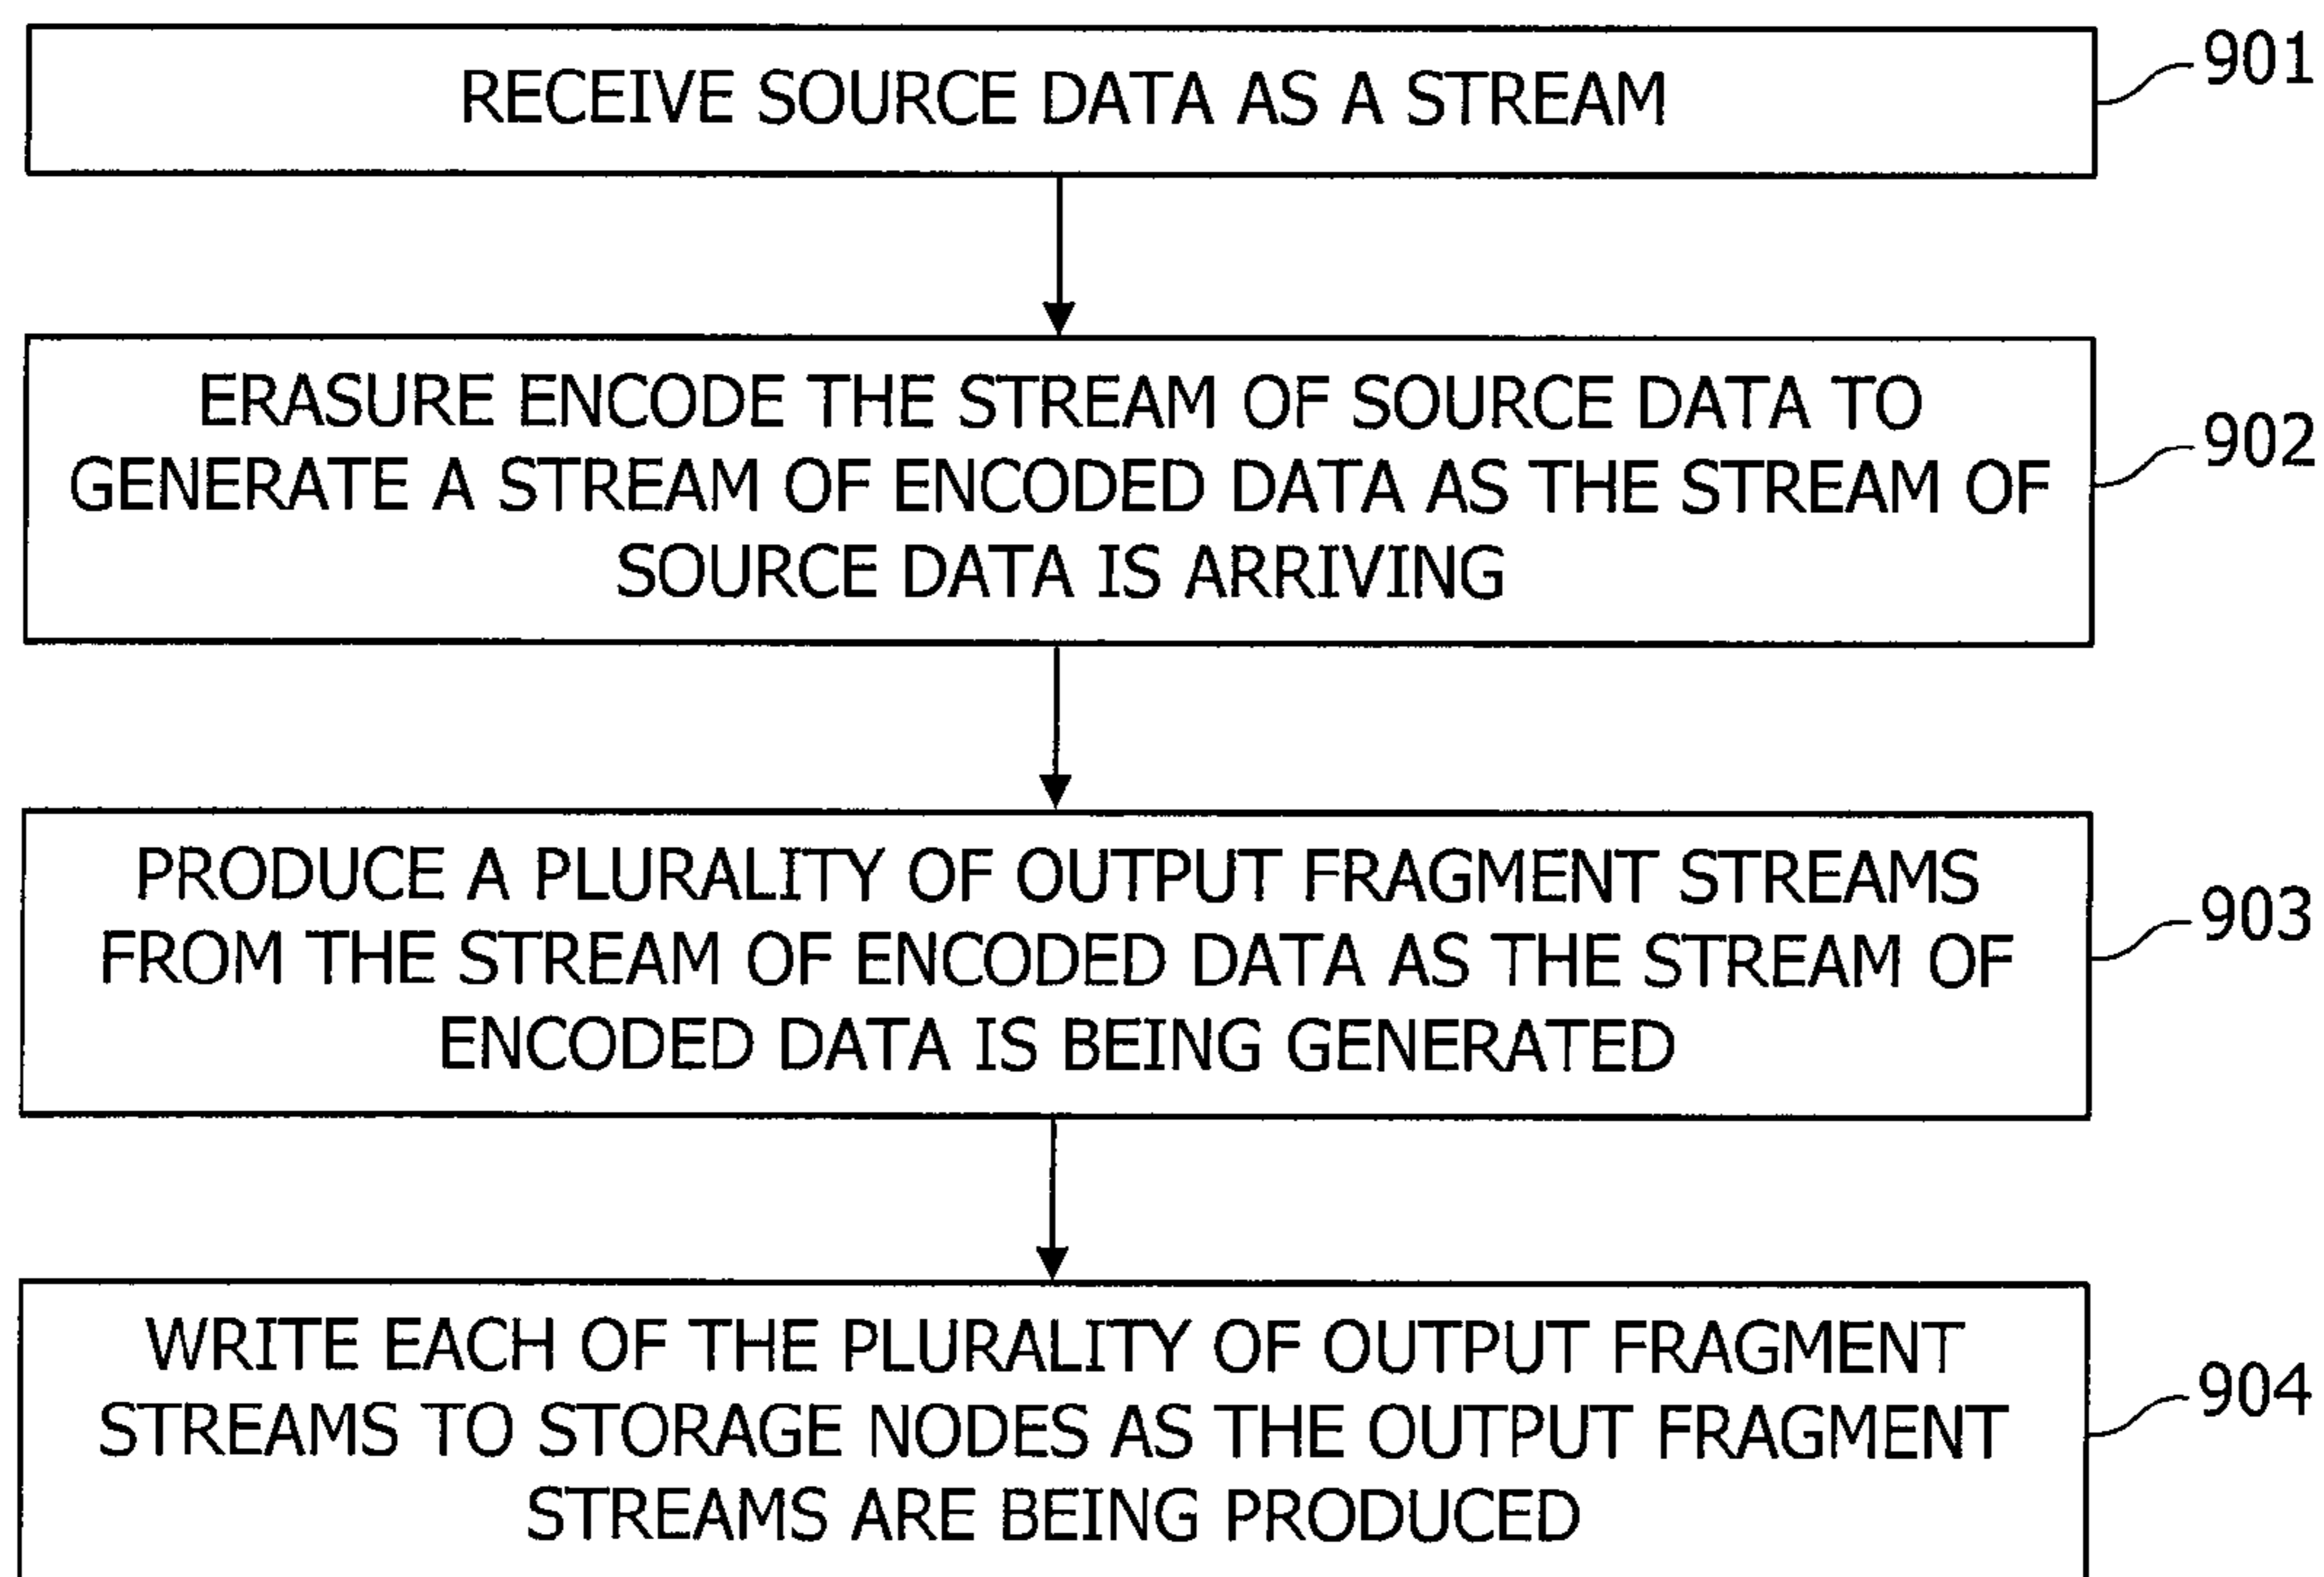 RECEIVE SOURCE DATA AS A STREAM
901
ERASURE ENCODE THE STREAM OF SOURCE DATA TO
GENERATE A STREAM OF ENCODED DATA AS THE STREAM OF
SOURCE DATA IS ARRIVING
902
PRODUCE A PLURALITY OF OUTPUT FRAGMENT STREAMS
FROM THE STREAM OF ENCODED DATA AS THE STREAM OF
ENCODED DATA IS BEING GENERATED
903
WRITE EACH OF THE PLURALITY OF OUTPUT FRAGMENT
STREAMS TO STORAGE NODES AS THE OUTPUT FRAGMENT
STREAMS ARE BEING PRODUCED
904